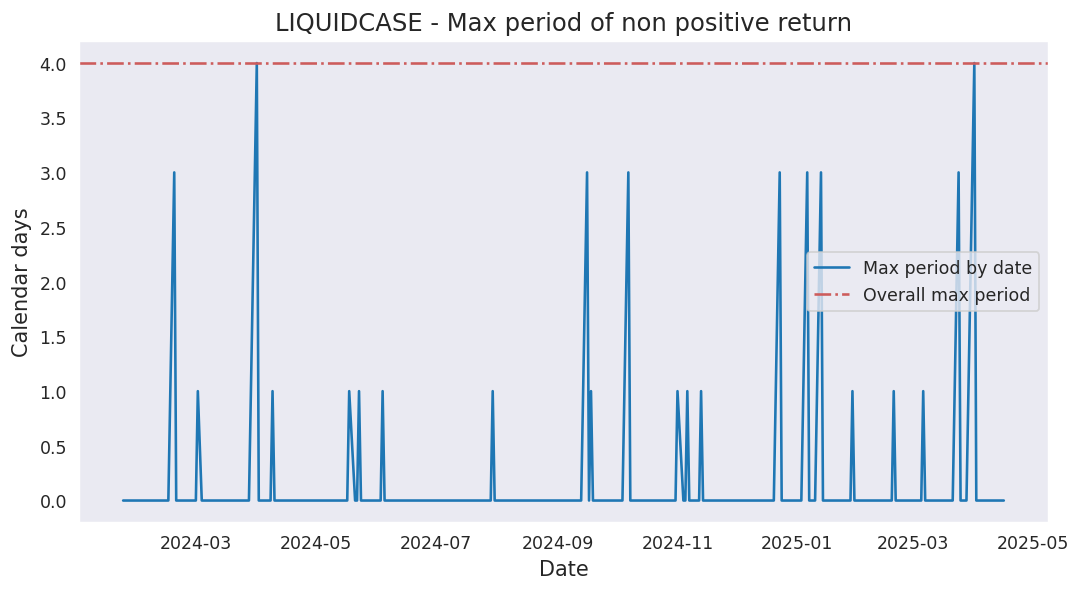 LIQUIDCASE - Max period of non positive return
Calendar days
4.0
3.5
3.0
2.5
2.0
1.5
1.0
0.5
0.0
Max period by date
Overall max period
2024-03 2024-05 2024-07 2024-09 2024-11 2025-01 2025-03 2025-05
Date